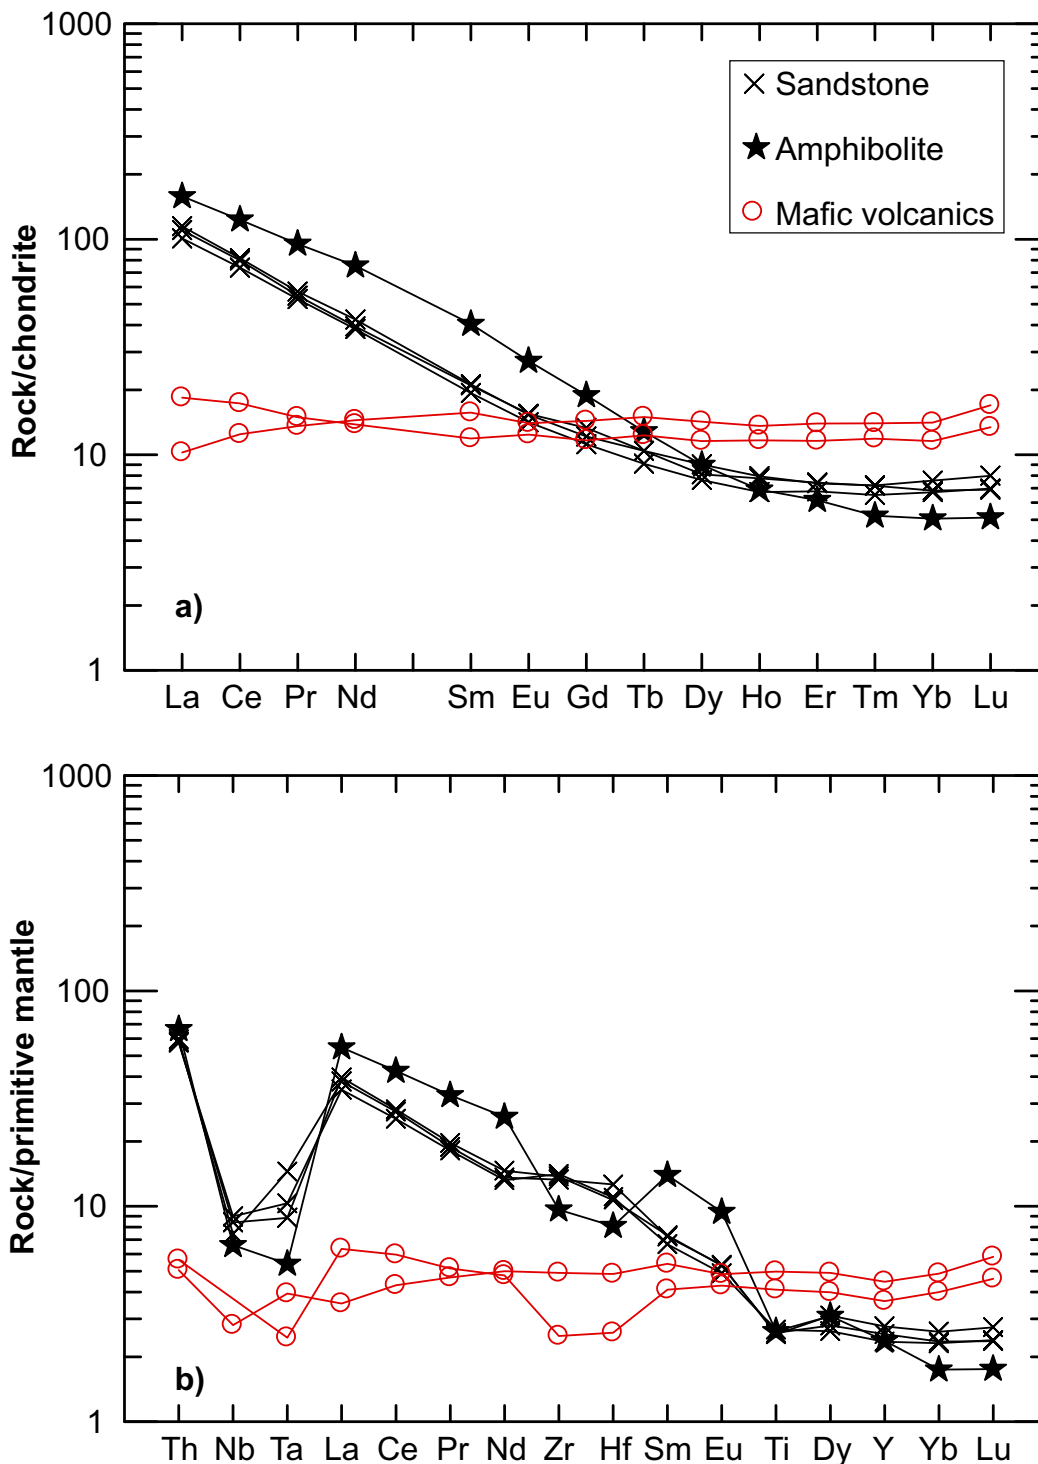 1000
100
10
1
Rock/chondrite
Sandstone
Amphibolite
Mafic volcanics
a)
La Ce Pr Nd Sm Eu Gd Tb Dy Ho Er Tm Yb Lu
1000
100
10
1
Rock/primitive mantle
b)
Th Nb Ta La Ce Pr Nd Zr Hf Sm Eu Ti Dy Y Yb Lu